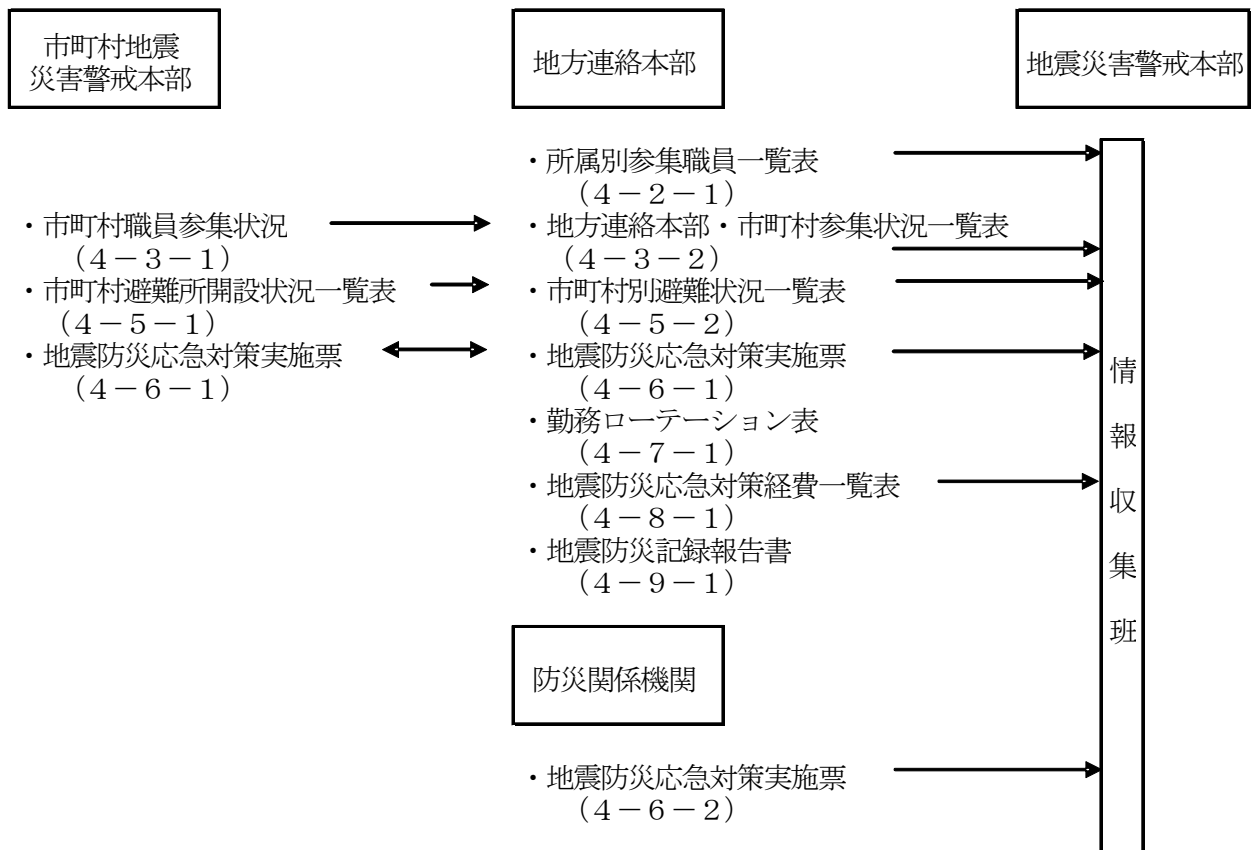 市町村地震
災害警戒本部
地方連絡本部
地震災害警戒本部
・所属別参集職員一覧表
（４－２－１）
・市町村職員参集状況
（４－３－１）
・地方連絡本部・市町村参集状況一覧表
（４－３－２）
・市町村避難所開設状況一覧表
（４－５－１）
・市町村別避難状況一覧表
（４－５－２）
・地震防災応急対策実施票
（４－６－１）
・地震防災応急対策実施票
（４－６－１）
・勤務ローテーション表
（４－７－１）
・地震防災応急対策経費一覧表
（４－８－１）
・地震防災記録報告書
（４－９－１）
防災関係機関
・地震防災応急対策実施票
（４－６－２）
情報収集班